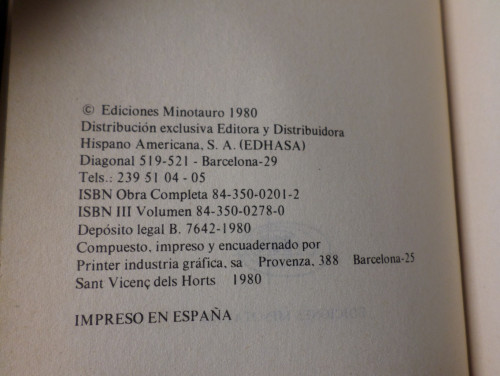 © Ediciones Minotauro 1980
Distribución exclusiva Editora y Distribuidora
Hispano Americana, S. A. (EDHASA)
Diagonal 519-521 - Barcelona-29
Tels.: 239 51 04 - 05
ISBN Obra Completa 84-350-0201-2
ISBN III Volumen 84-350-0278-0
Depósito legal B. 7642-1980
Compuesto, impreso y encuadernado por
Printer industria gráfica, sa Provenza, 388 Barcelona-25
Sant Vicenç dels Horts 1980
IMPRESO EN ESPAÑA